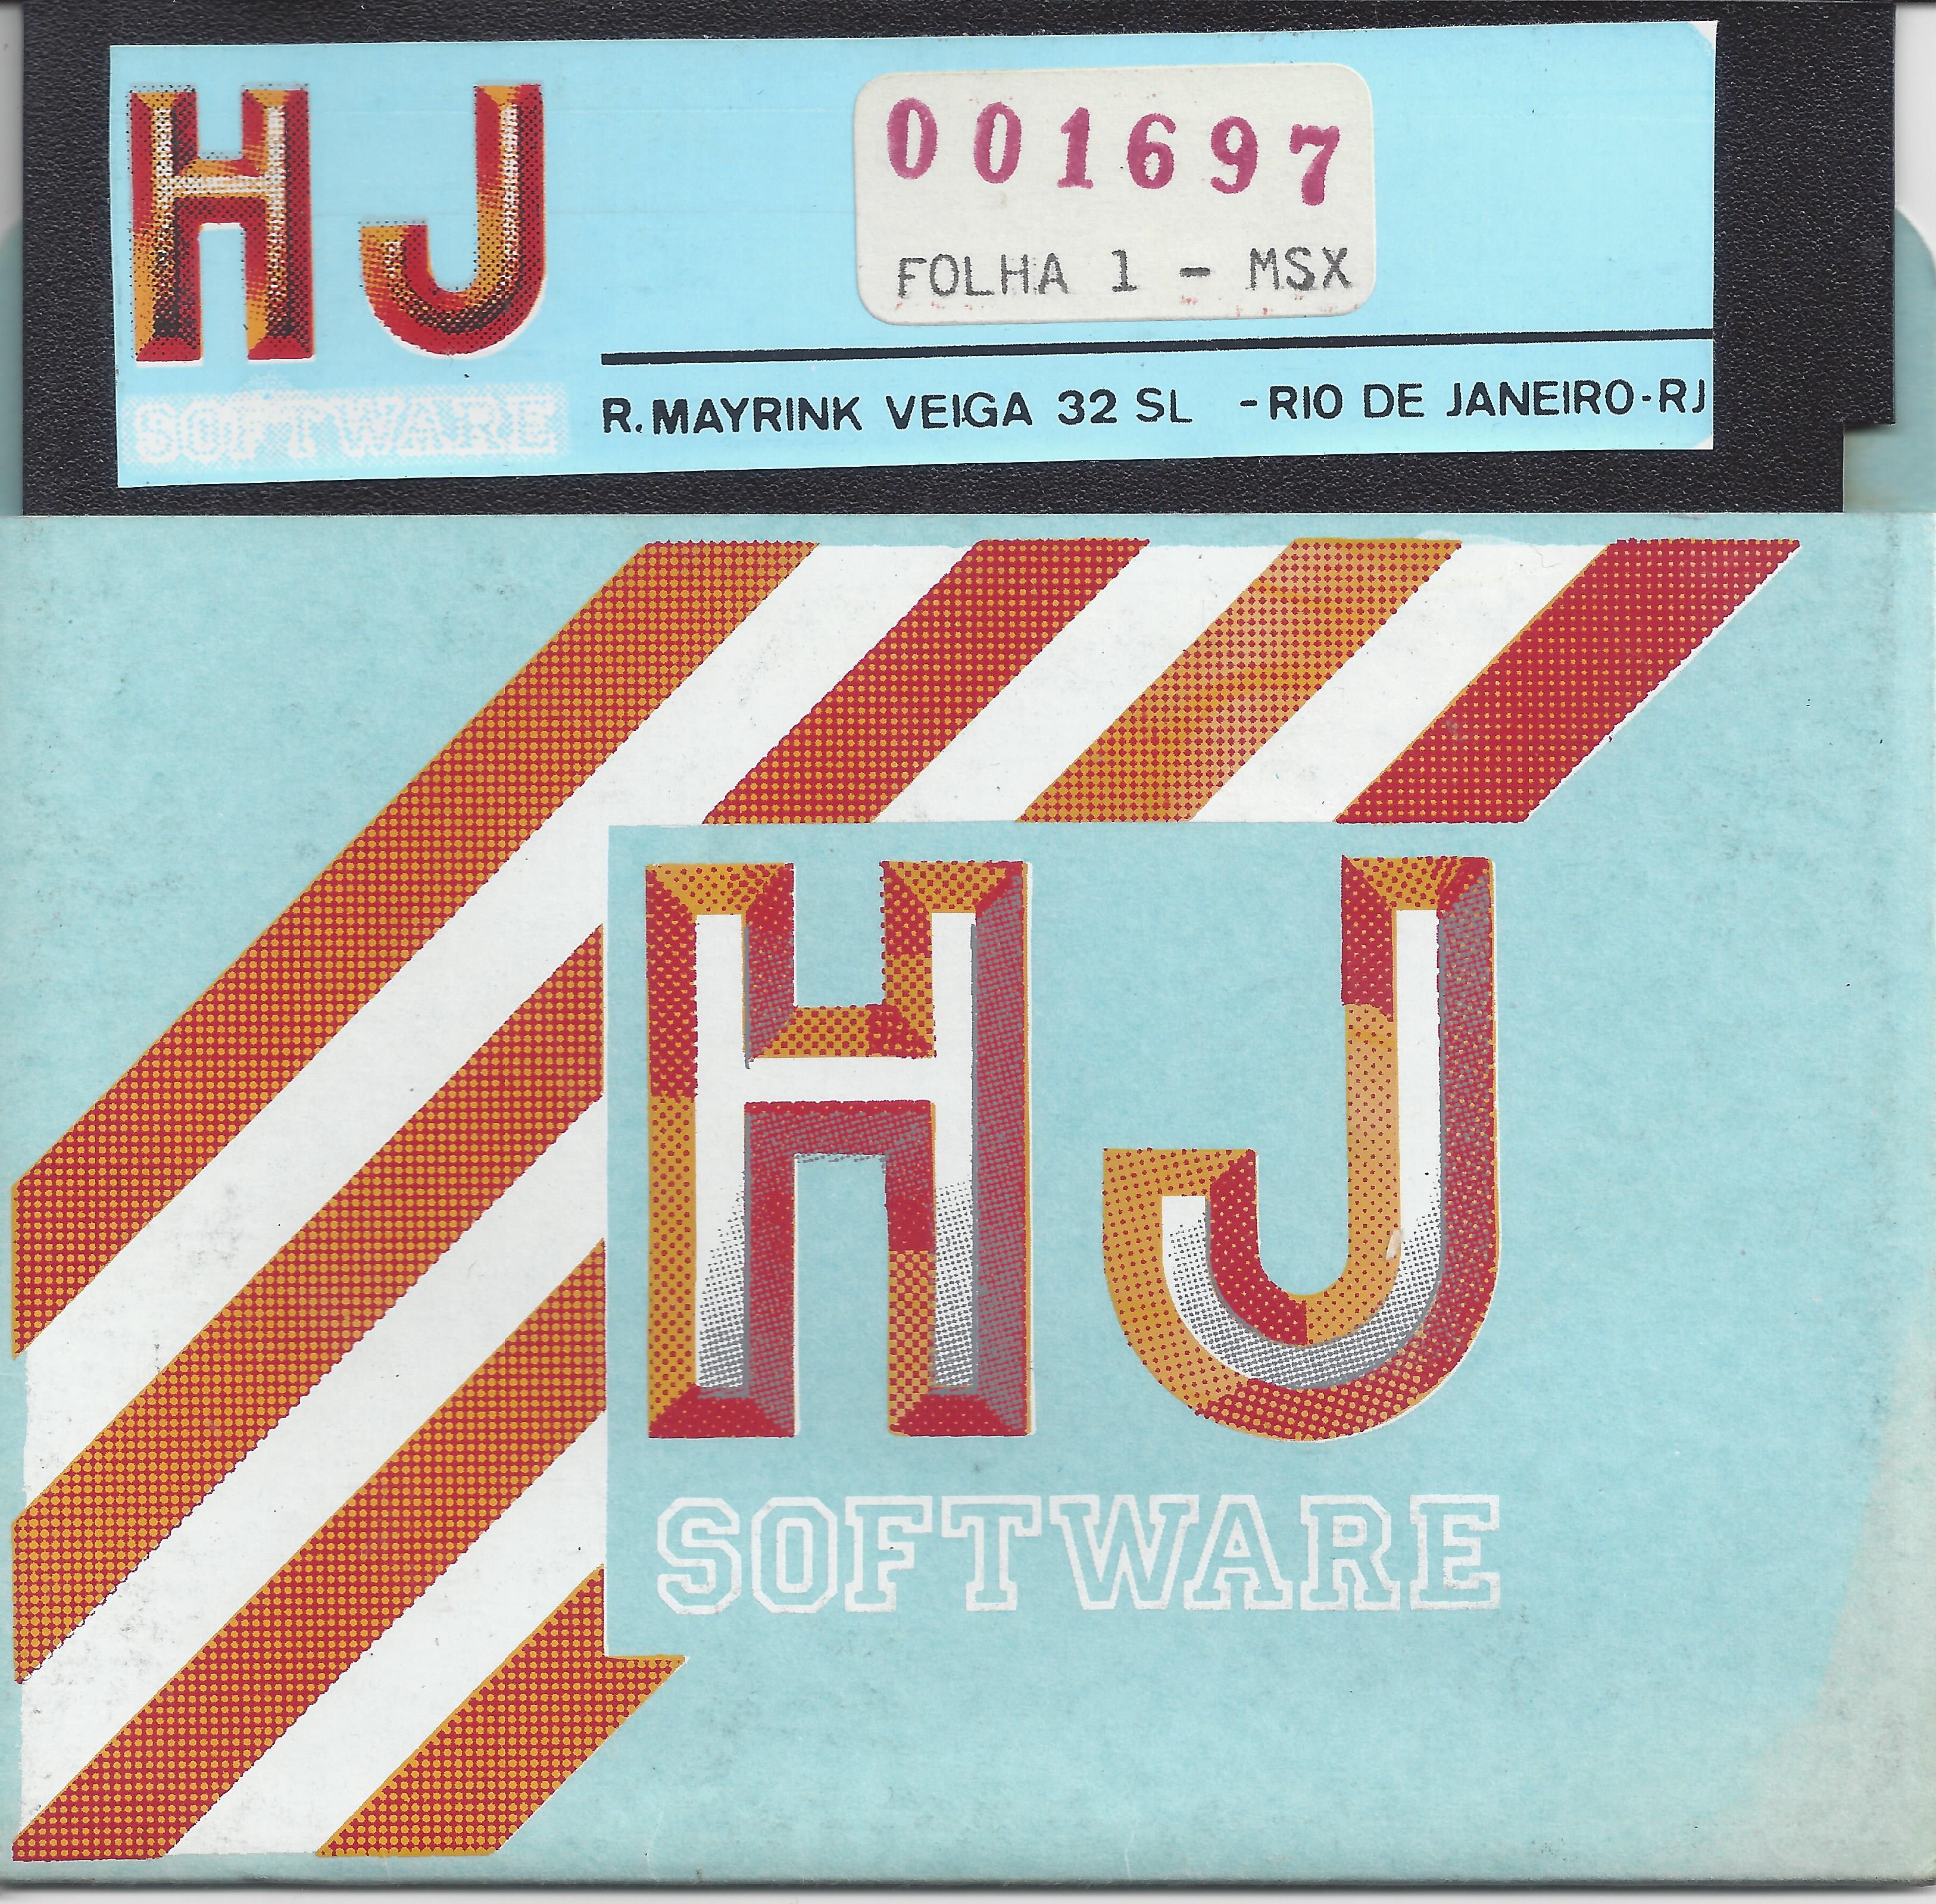 HJ
SOFTWARE
001697
FOLHA 1 - MSX
R. MAYRINK VEIGA 32 SL - RIO DE JANEIRO - RJ
HJ
SOFTWARE